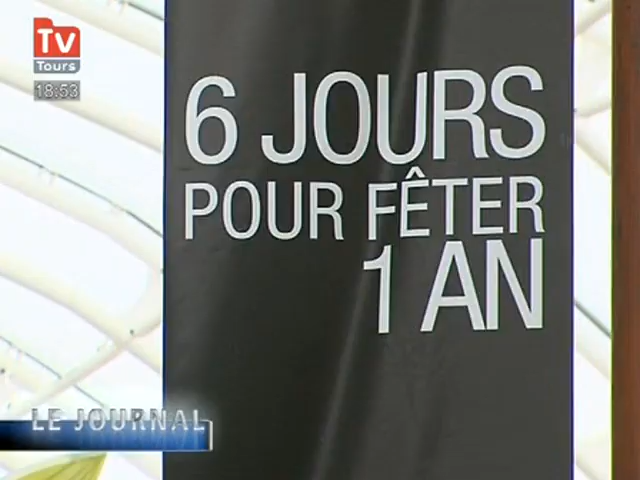 Tv
Tours
18:53
6 JOURS
POUR FÊTER
1 AN
LE JOURNAL